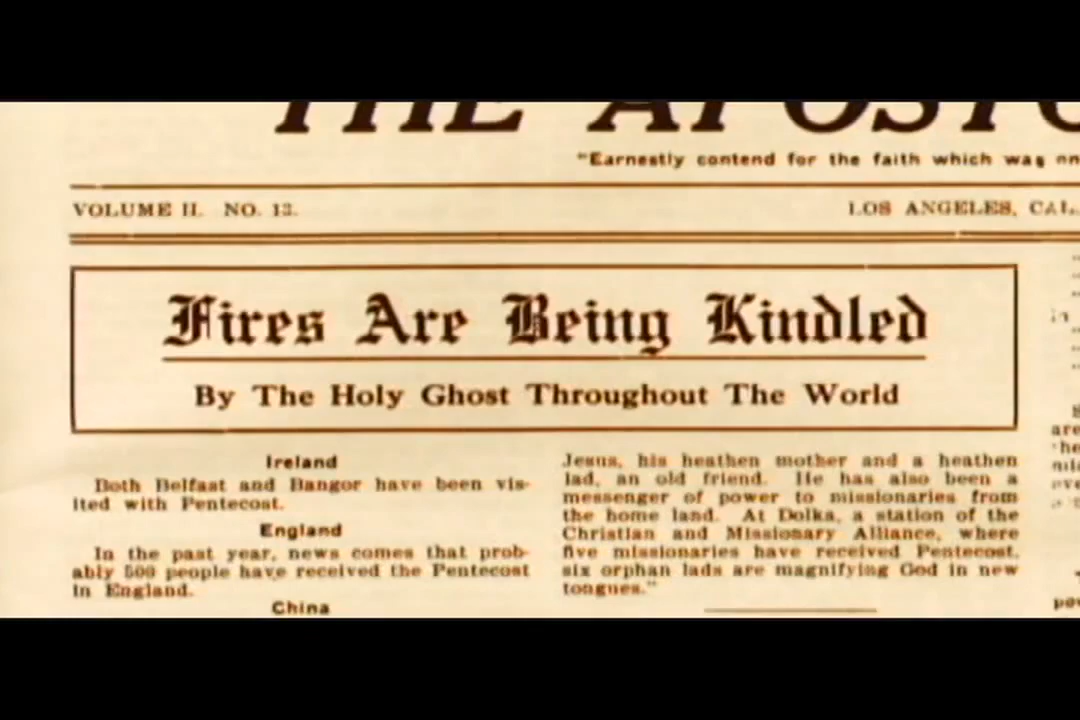 THE APOSTO
"Earnestly contend for the faith which was
VOLUME II. NO. 13.
LOS ANGELES, CAL.
Fires Are Being Kindled
By The Holy Ghost Throughout The World
Ireland
Both Belfast and Bangor have been vis-
ited with Pentecost.
England
In the past year, news comes that prob-
ably 500 people have received the Pentecost
in England.
China
Jesus, his heathen mother and a heathen
lad, an old friend. He has also been a
messenger of power to missionaries from
the home land. At Dolka, a station of the
Christian and Missionary Alliance, where
five missionaries have received Pentecost,
six orphan lads are magnifying God in new
tongues."